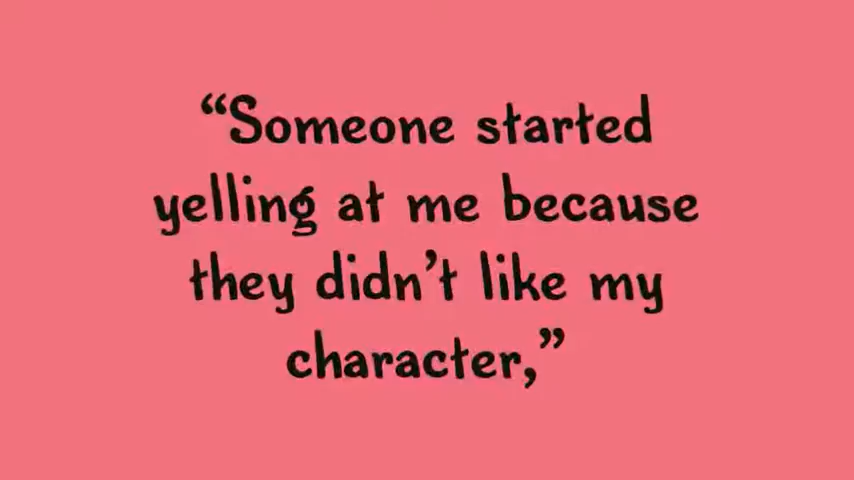 “Someone started
yelling at me because
they didn’t like my
character,”